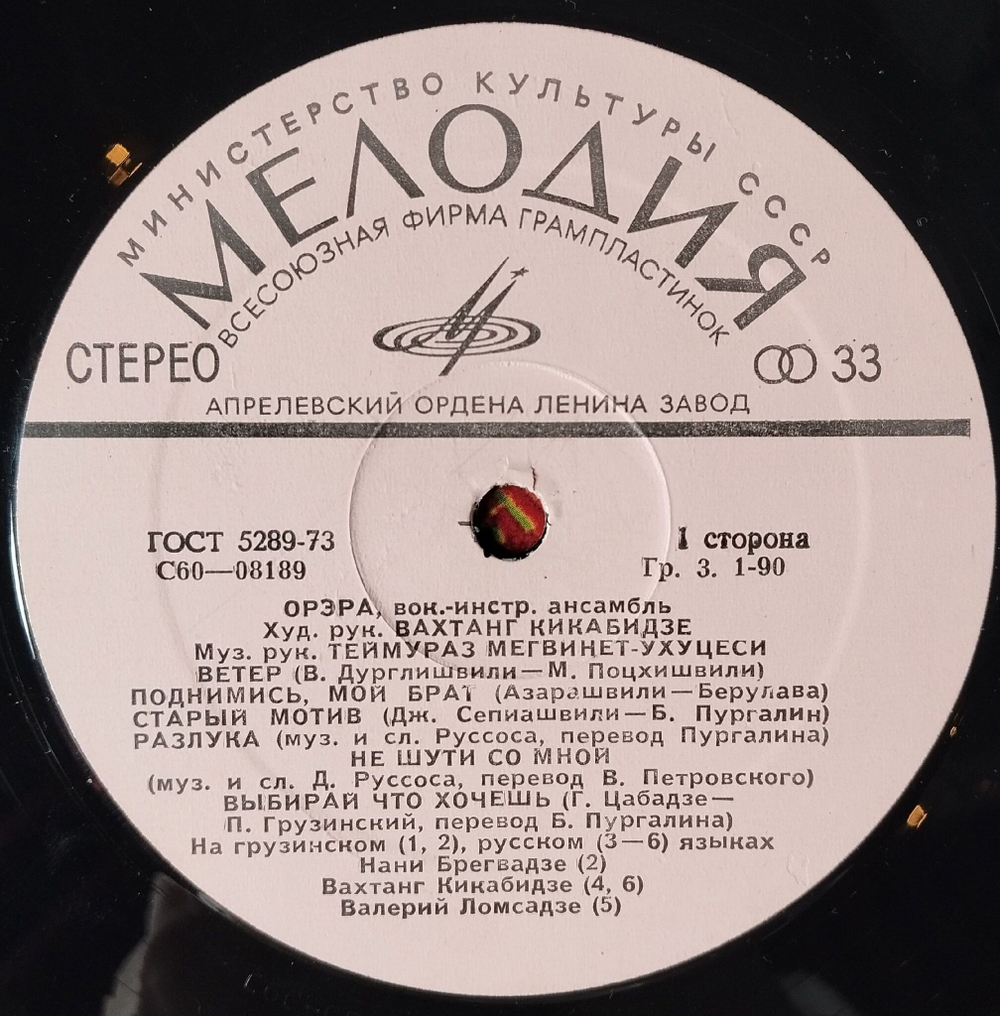 МИНИСТЕРСТВО КУЛЬТУРЫ СССР
МЕЛОДИЯ
ВСЕСОЮЗНАЯ ФИРМА ГРАМПЛАСТИНОК
СТЕРЕО
33
АПРЕЛЕВСКИЙ ОРДЕНА ЛЕНИНА ЗАВОД
ГОСТ 5289-73
1 сторона
С60—08189
Гр. 3. 1-90
ОРЭРА, вок.-инстр. ансамбль
Худ. рук. ВАХТАНГ КИКАБИДЗЕ
Муз. рук. ТЕЙМУРАЗ МЕГВИНЕТ-УХУЦЕСИ
ВЕТЕР (В. Дурглишвили—М. Поцхишвили)
ПОДНИМИСЬ, МОЙ БРАТ (Азарашвили—Берулава)
СТАРЫЙ МОТИВ (Дж. Сепиашвили—Б. Пургалин)
РАЗЛУКА (муз. и сл. Руссоса, перевод Пургалина)
НЕ ШУТИ СО МНОЙ
(муз. и сл. Д. Руссоса, перевод В. Петровского)
ВЫБИРАЙ ЧТО ХОЧЕШЬ (Г. Цабадзе—
П. Грузинский, перевод Б. Пургалина)
На грузинском (1, 2), русском (3—6) языках
Нани Брегвадзе (2)
Вахтанг Кикабидзе (4, 6)
Валерий Ломсадзе (5)